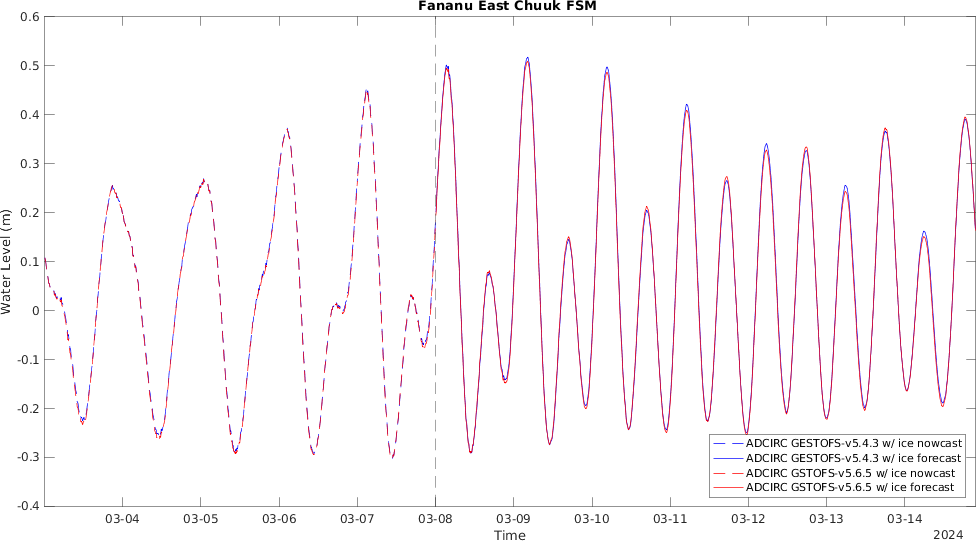 Fananu East Chuuk FSM
0.6
0.5
0.4
0.3
0.2
0.1
0
-0.1
-0.2
-0.3
-0.4
Water Level (m)
ADCIRC GESTOFS-v5.4.3 w/ ice nowcast
ADCIRC GESTOFS-v5.4.3 w/ ice forecast
ADCIRC GSTOFS-v5.6.5 w/ ice nowcast
ADCIRC GSTOFS-v5.6.5 w/ ice forecast
03-04 03-05 03-06 03-07 03-08 03-09 03-10 03-11 03-12 03-13 03-14
Time
2024